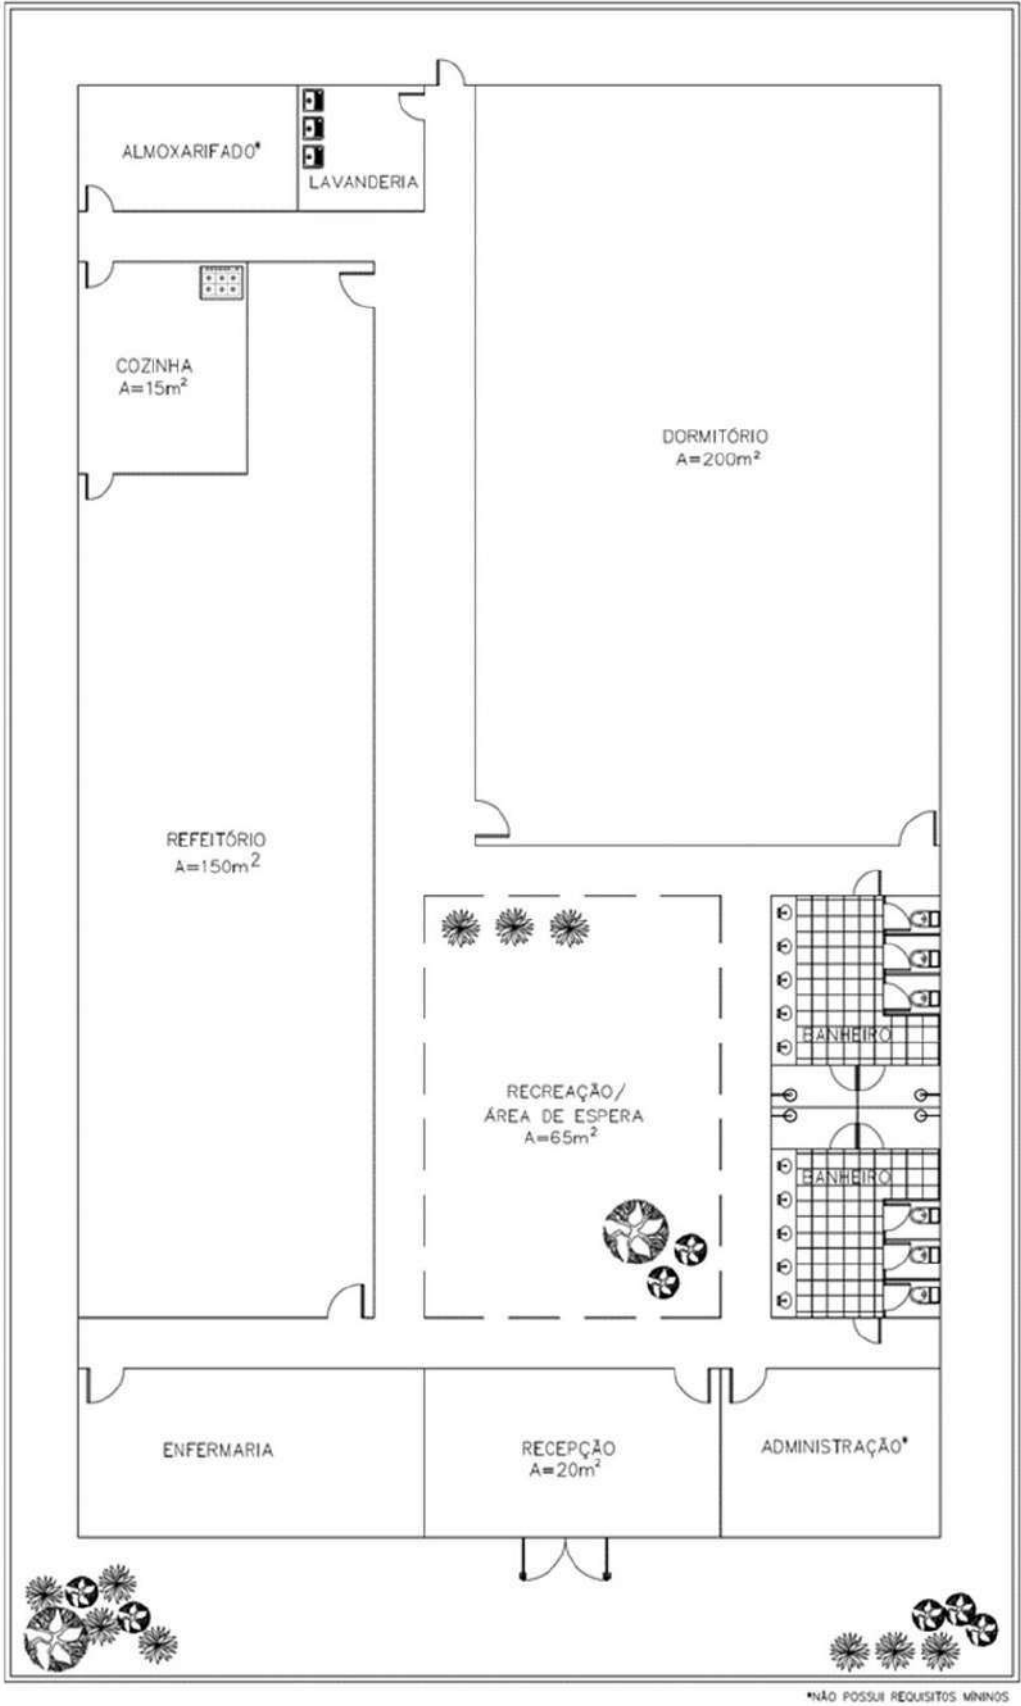 ALMOXARIFADO*
LAVANDERIA
COZINHA
A=15m²
DORMITÓRIO
A=200m²
REFEITÓRIO
A=150m²
BANHEIRO
RECREAÇÃO/
ÁREA DE ESPERA
A=65m²
BANHEIRO
ENFERMARIA
RECEPÇÃO
A=20m²
ADMINISTRAÇÃO*
*NÃO POSSUI REQUISITOS MÍNINOS